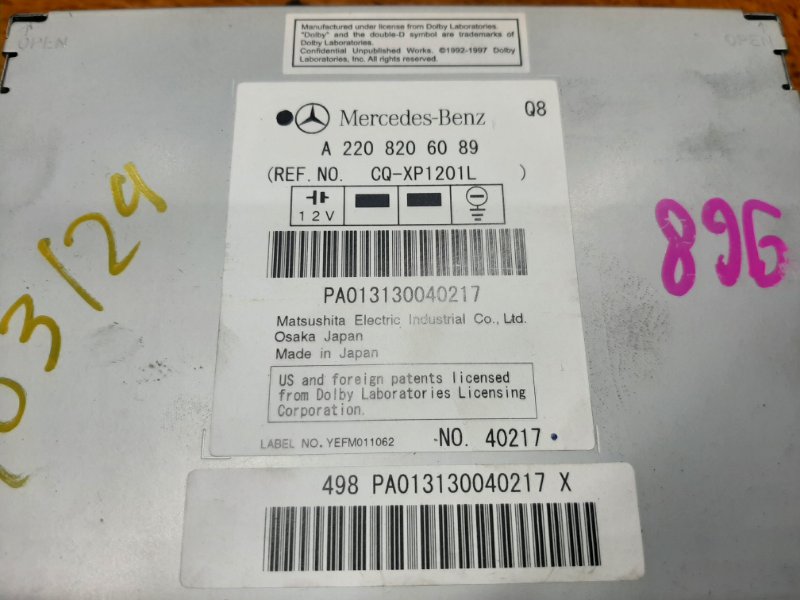 Manufactured under license from Dolby Laboratories.
"Dolby" and the double-D symbol are trademarks of
Dolby Laboratories.
Confidential Unpublished Works. ©1992-1997 Dolby
Laboratories, Inc. All rights reserved.
OPEN
OPEN
Mercedes-Benz
Q8
A 220 820 60 89
(REF.NO. CQ-XP1201L )
12V
PA013130040217
Matsushita Electric Industrial Co., Ltd.
Osaka Japan
Made in Japan
US and foreign patents licensed
from Dolby Laboratories Licensing
Corporation.
LABEL NO. YEFM011062
NO. 40217
498 PA013130040217 X
03/29